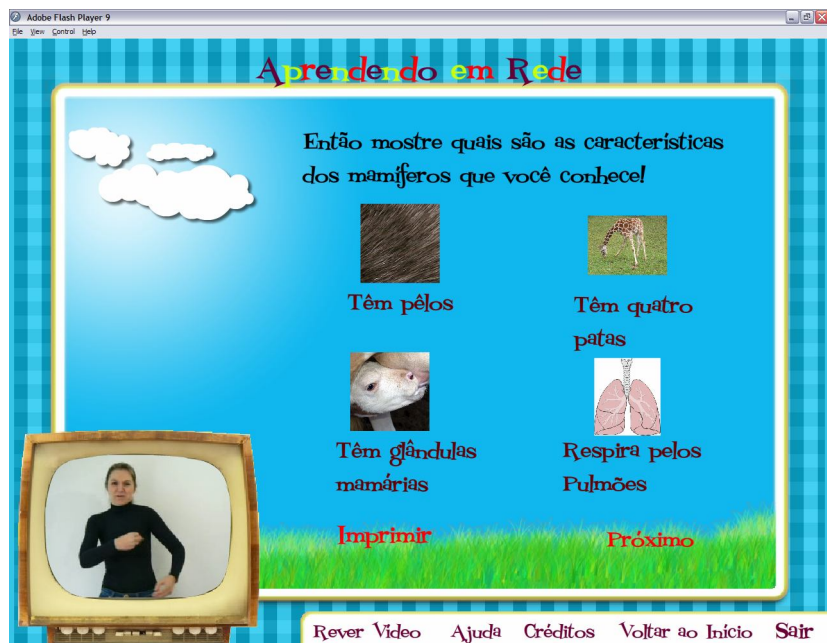 Adobe Flash Player 9
File View Control Help
Aprendendo em Rede
Então mostre quais são as características
dos mamíferos que você conhece!
Têm pêlos
Têm quatro
patas
Têm glândulas
mamárias
Respira pelos
Pulmões
Imprimir
Próximo
Rever Video Ajuda Créditos Voltar ao Início Sair